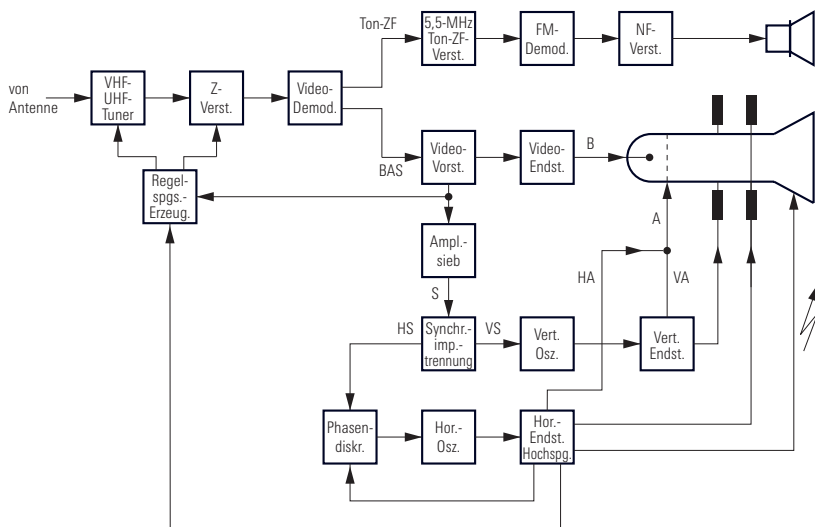 von
Antenne
VHF-
UHF-
Tuner
Z-
Verst.
Video-
Demod.
Ton-ZF
5,5-MHz
Ton-ZF-
Verst.
FM-
Demod.
NF-
Verst.
BAS
Video-
Vorst.
Video-
Endst.
B
Regel-
spgs.-
Erzeug.
Ampl.-
sieb
A
S
HA
VA
HS
Synchr.-
imp.-
trennung
VS
Vert.
Osz.
Vert.
Endst.
Phasen-
diskr.
Hor.-
Osz.
Hor.-
Endst.
Hochspg.